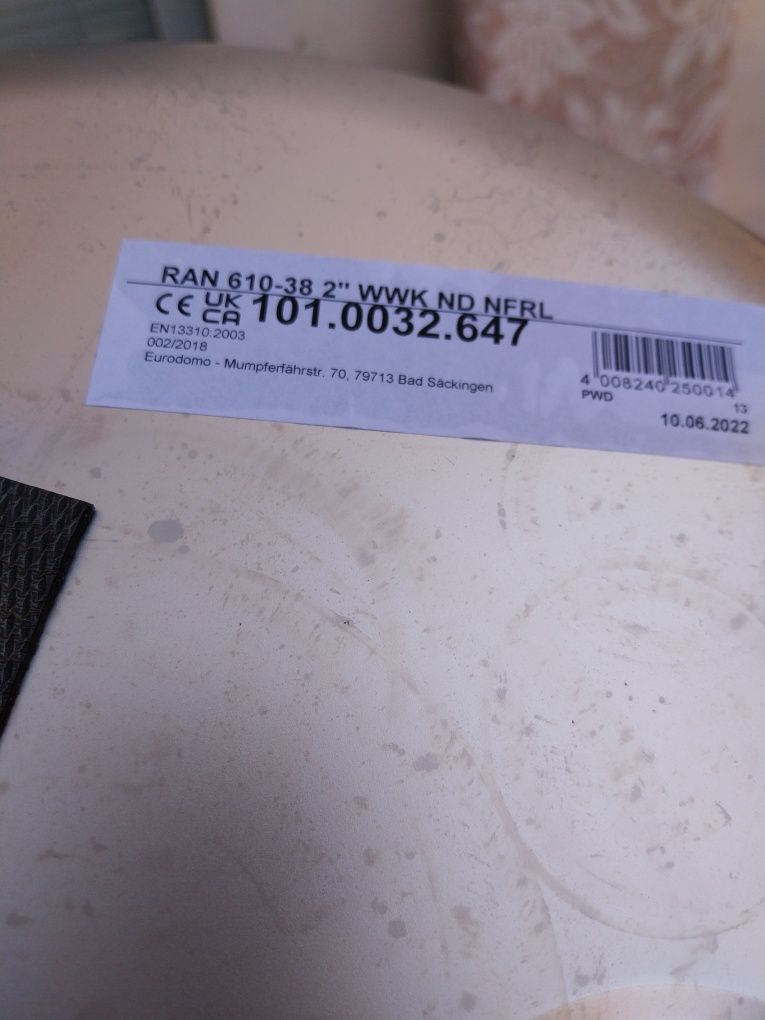 RAN 610-38 2" WWK ND NFRL
CE UK CA 101.0032.647
EN13310:2003
002/2018
Eurodomo - Mumpferfährstr. 70, 79713 Bad Säckingen
4 008240 250014
PWD
13
10.06.2022